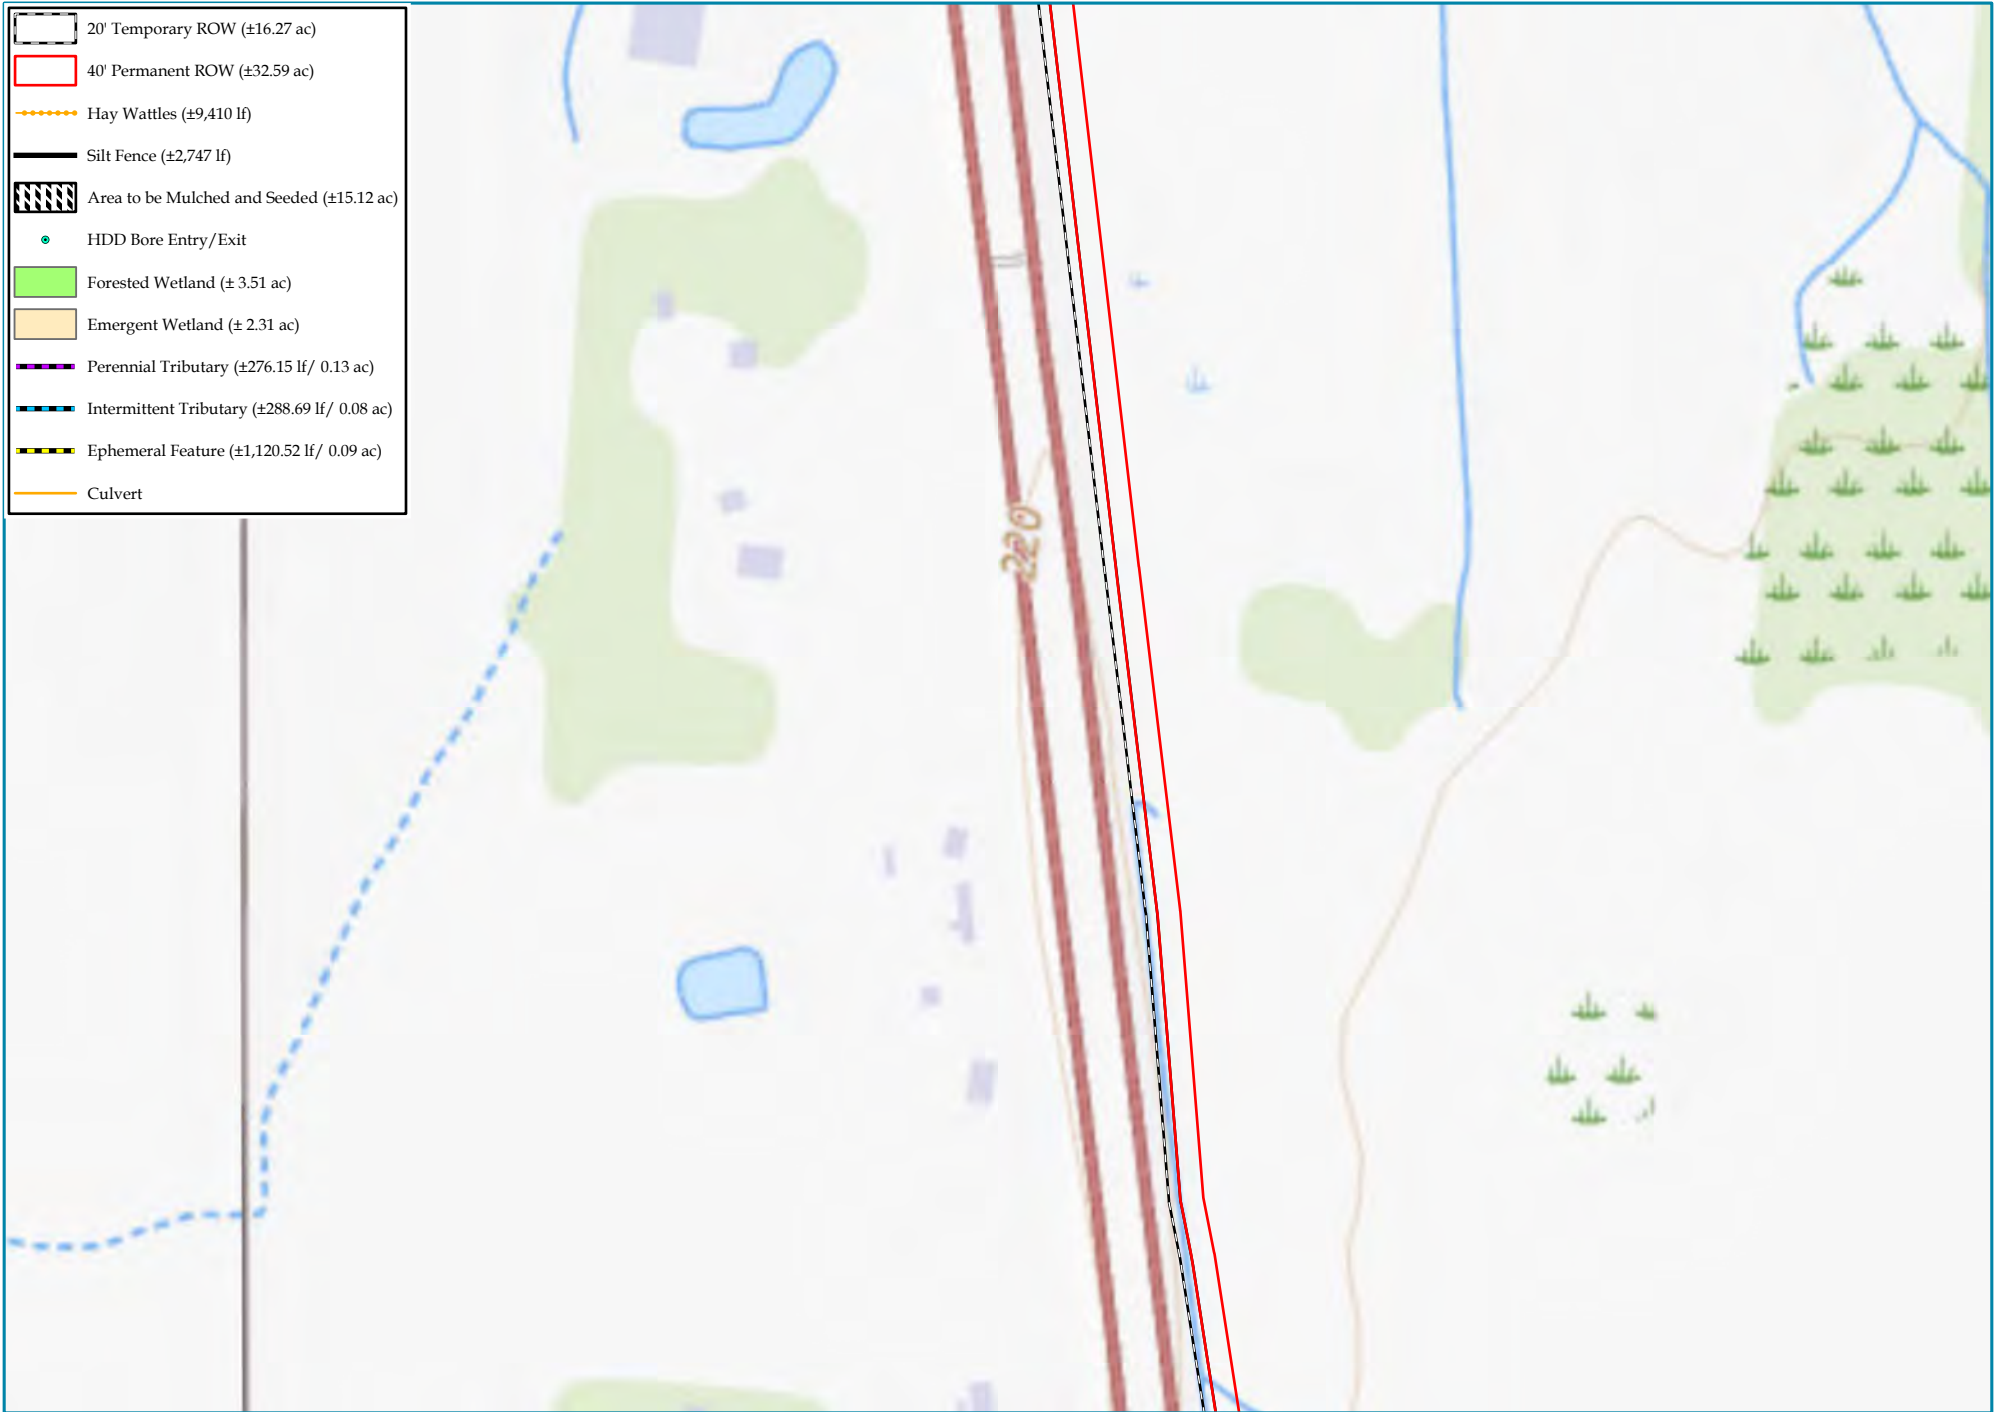 20' Temporary ROW (±16.27 ac)
40' Permanent ROW (±32.59 ac)
Hay Wattles (±9,410 lf)
Silt Fence (±2,747 lf)
Area to be Mulched and Seeded (±15.12 ac)
HDD Bore Entry/Exit
Forested Wetland (± 3.51 ac)
Emergent Wetland (± 2.31 ac)
Perennial Tributary (±276.15 lf/ 0.13 ac)
Intermittent Tributary (±288.69 lf/ 0.08 ac)
Ephemeral Feature (±1,120.52 lf/ 0.09 ac)
Culvert
220